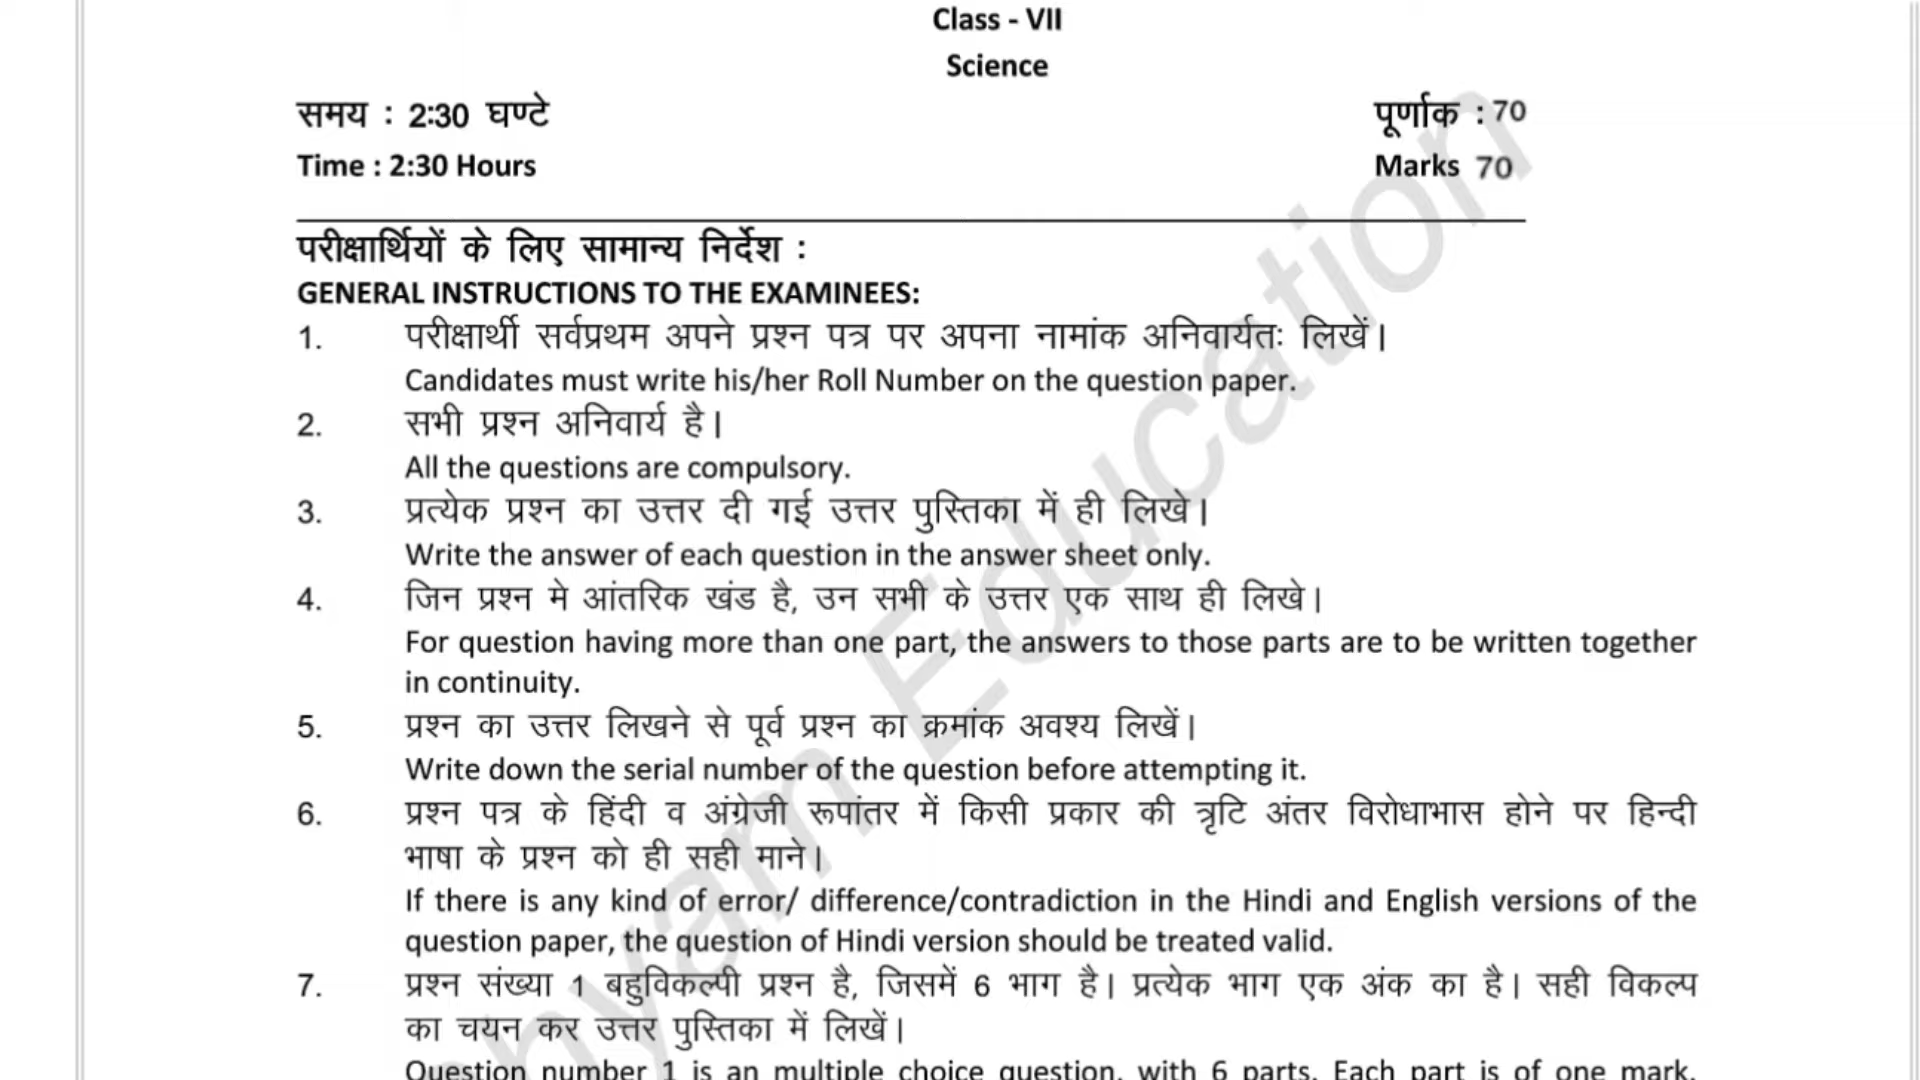 Class - VII
Science
समय : 2:30 घण्टे
पूर्णाक : 70
Time : 2:30 Hours
Marks 70
परीक्षार्थियों के लिए सामान्य निर्देश :
GENERAL INSTRUCTIONS TO THE EXAMINEES:
1. परीक्षार्थी सर्वप्रथम अपने प्रश्न पत्र पर अपना नामांक अनिवार्यतः लिखें।
Candidates must write his/her Roll Number on the question paper.
2. सभी प्रश्न अनिवार्य है।
All the questions are compulsory.
3. प्रत्येक प्रश्न का उत्तर दी गई उत्तर पुस्तिका में ही लिखे।
Write the answer of each question in the answer sheet only.
4. जिन प्रश्न मे आंतरिक खंड है, उन सभी के उत्तर एक साथ ही लिखे।
For question having more than one part, the answers to those parts are to be written together
in continuity.
5. प्रश्न का उत्तर लिखने से पूर्व प्रश्न का क्रमांक अवश्य लिखें।
Write down the serial number of the question before attempting it.
6. प्रश्न पत्र के हिंदी व अंग्रेजी रूपांतर में किसी प्रकार की त्रृटि अंतर विरोधाभास होने पर हिन्दी
भाषा के प्रश्न को ही सही माने।
If there is any kind of error/ difference/contradiction in the Hindi and English versions of the
question paper, the question of Hindi version should be treated valid.
7. प्रश्न संख्या 1 बहुविकल्पी प्रश्न है, जिसमें 6 भाग है। प्रत्येक भाग एक अंक का है। सही विकल्प
का चयन कर उत्तर पुस्तिका में लिखें।
Question number 1 is an multiple choice question, with 6 parts. Each part is of one mark.
hyam Education